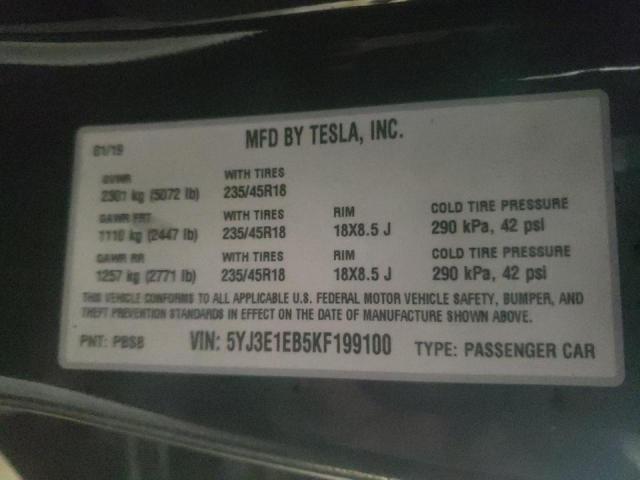 01/19 MFD BY TESLA, INC.
GVWR WITH TIRES
2301 kg (5072 lb) 235/45R18
GAWR FRT WITH TIRES RIM COLD TIRE PRESSURE
1110 kg (2447 lb) 235/45R18 18X8.5 J 290 kPa, 42 psi
GAWR RR WITH TIRES RIM COLD TIRE PRESSURE
1257 kg (2771 lb) 235/45R18 18X8.5 J 290 kPa, 42 psi
THIS VEHICLE CONFORMS TO ALL APPLICABLE U.S. FEDERAL MOTOR VEHICLE SAFETY, BUMPER, AND
THEFT PREVENTION STANDARDS IN EFFECT ON THE DATE OF MANUFACTURE SHOWN ABOVE.
PNT: PBSB VIN: 5YJ3E1EB5KF199100 TYPE: PASSENGER CAR